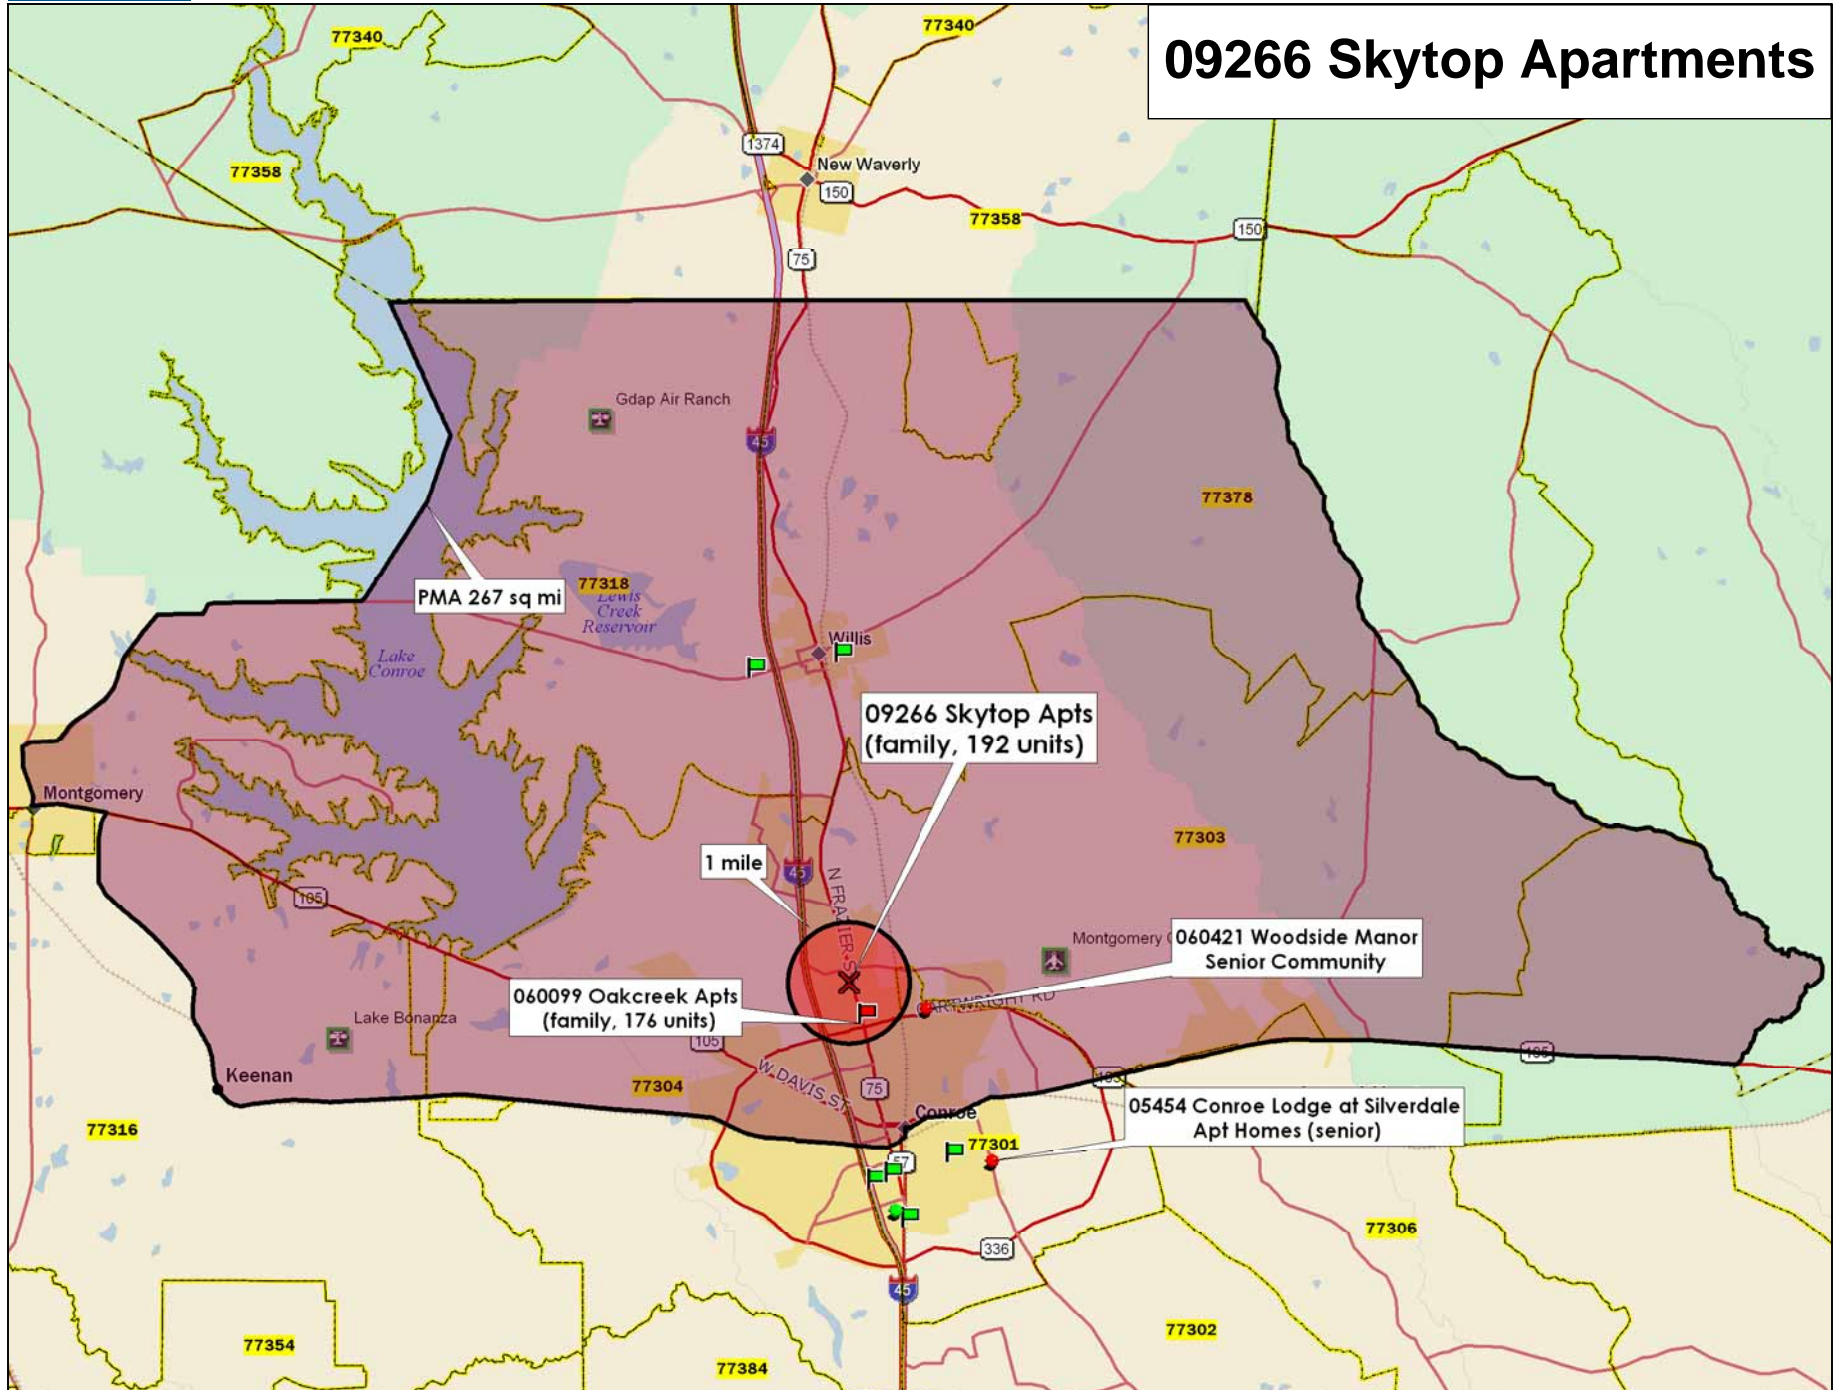 77340
77340
09266 Skytop Apartments
1374
New Waverly
77358
150
77358
150
75
Gdap Air Ranch
45
77378
77318
PMA 267 sq mi
Lewis
Creek
Reservoir
Willis
Lake
Conroe
09266 Skytop Apts
(family, 192 units)
Montgomery
77303
1 mile
45
105
N FRAZIER S
Montgomery C
060421 Woodside Manor
Senior Community
060099 Oakcreek Apts
(family, 176 units)
CARTWRIGHT RD
Lake Bonanza
105
105
Keenan
77304
W DAVIS ST
75
105
Conroe
05454 Conroe Lodge at Silverdale
Apt Homes (senior)
77316
77301
57
77306
336
45
77354
77302
77384